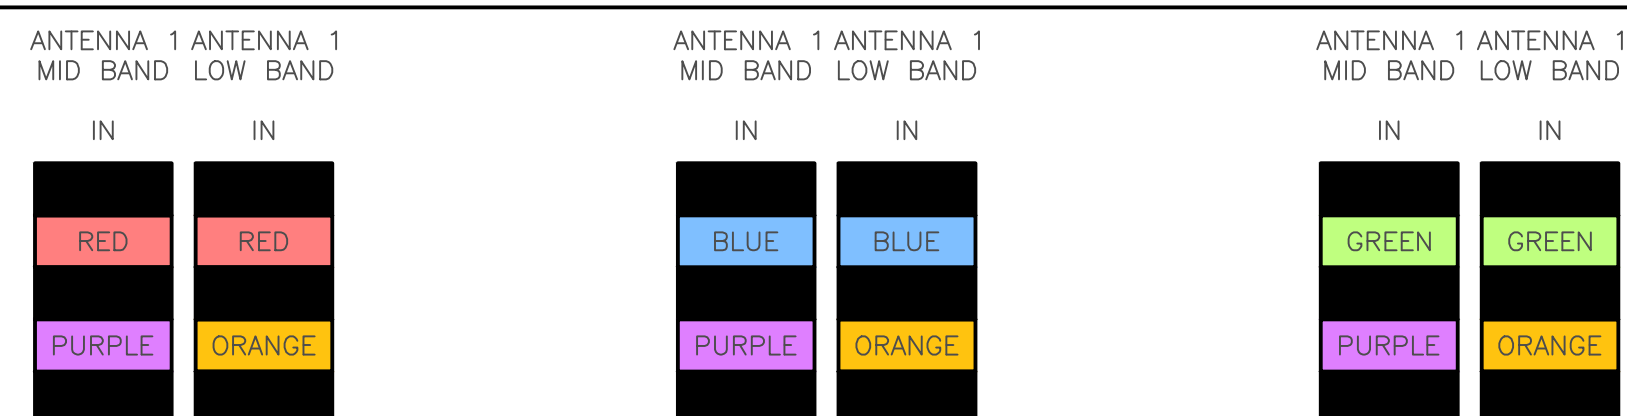 ANTENNA 1 ANTENNA 1 ANTENNA 1 ANTENNA 1 ANTENNA 1 ANTENNA 1
MID BAND LOW BAND MID BAND LOW BAND MID BAND LOW BAND
IN IN IN IN IN IN
RED RED BLUE BLUE GREEN GREEN
PURPLE ORANGE PURPLE ORANGE PURPLE ORANGE